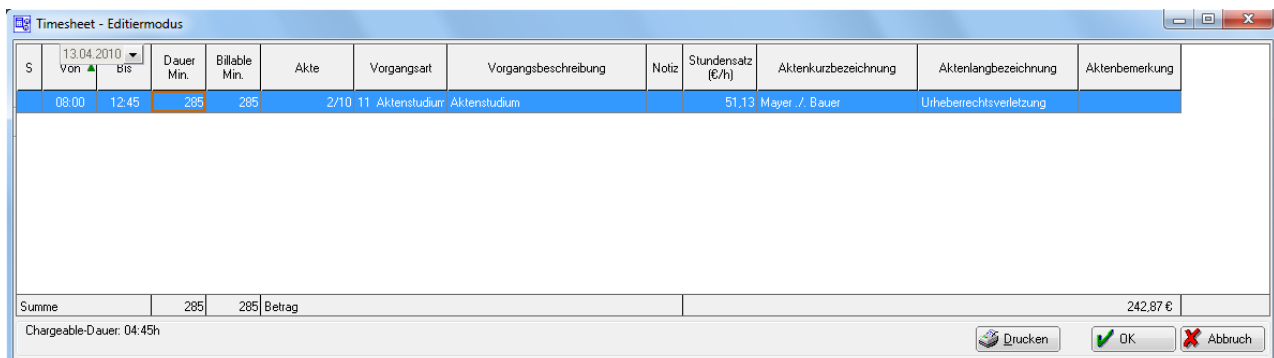 Timesheet - Editiermodus
13.04.2010
S Von Bis Dauer Min. Billable Min. Akte Vorgangsart Vorgangsbeschreibung Notiz Stundensatz (€/h) Aktenkurzbezeichnung Aktenlangbezeichnung Aktenbemerkung
08:00 12:45 285 285 2/10 11 Aktenstudium Aktenstudium 51,13 Mayer ./. Bauer Urheberrechtsverletzung
Summe 285 285 Betrag 242,87 €
Chargeable-Dauer: 04:45h Drucken OK Abbruch